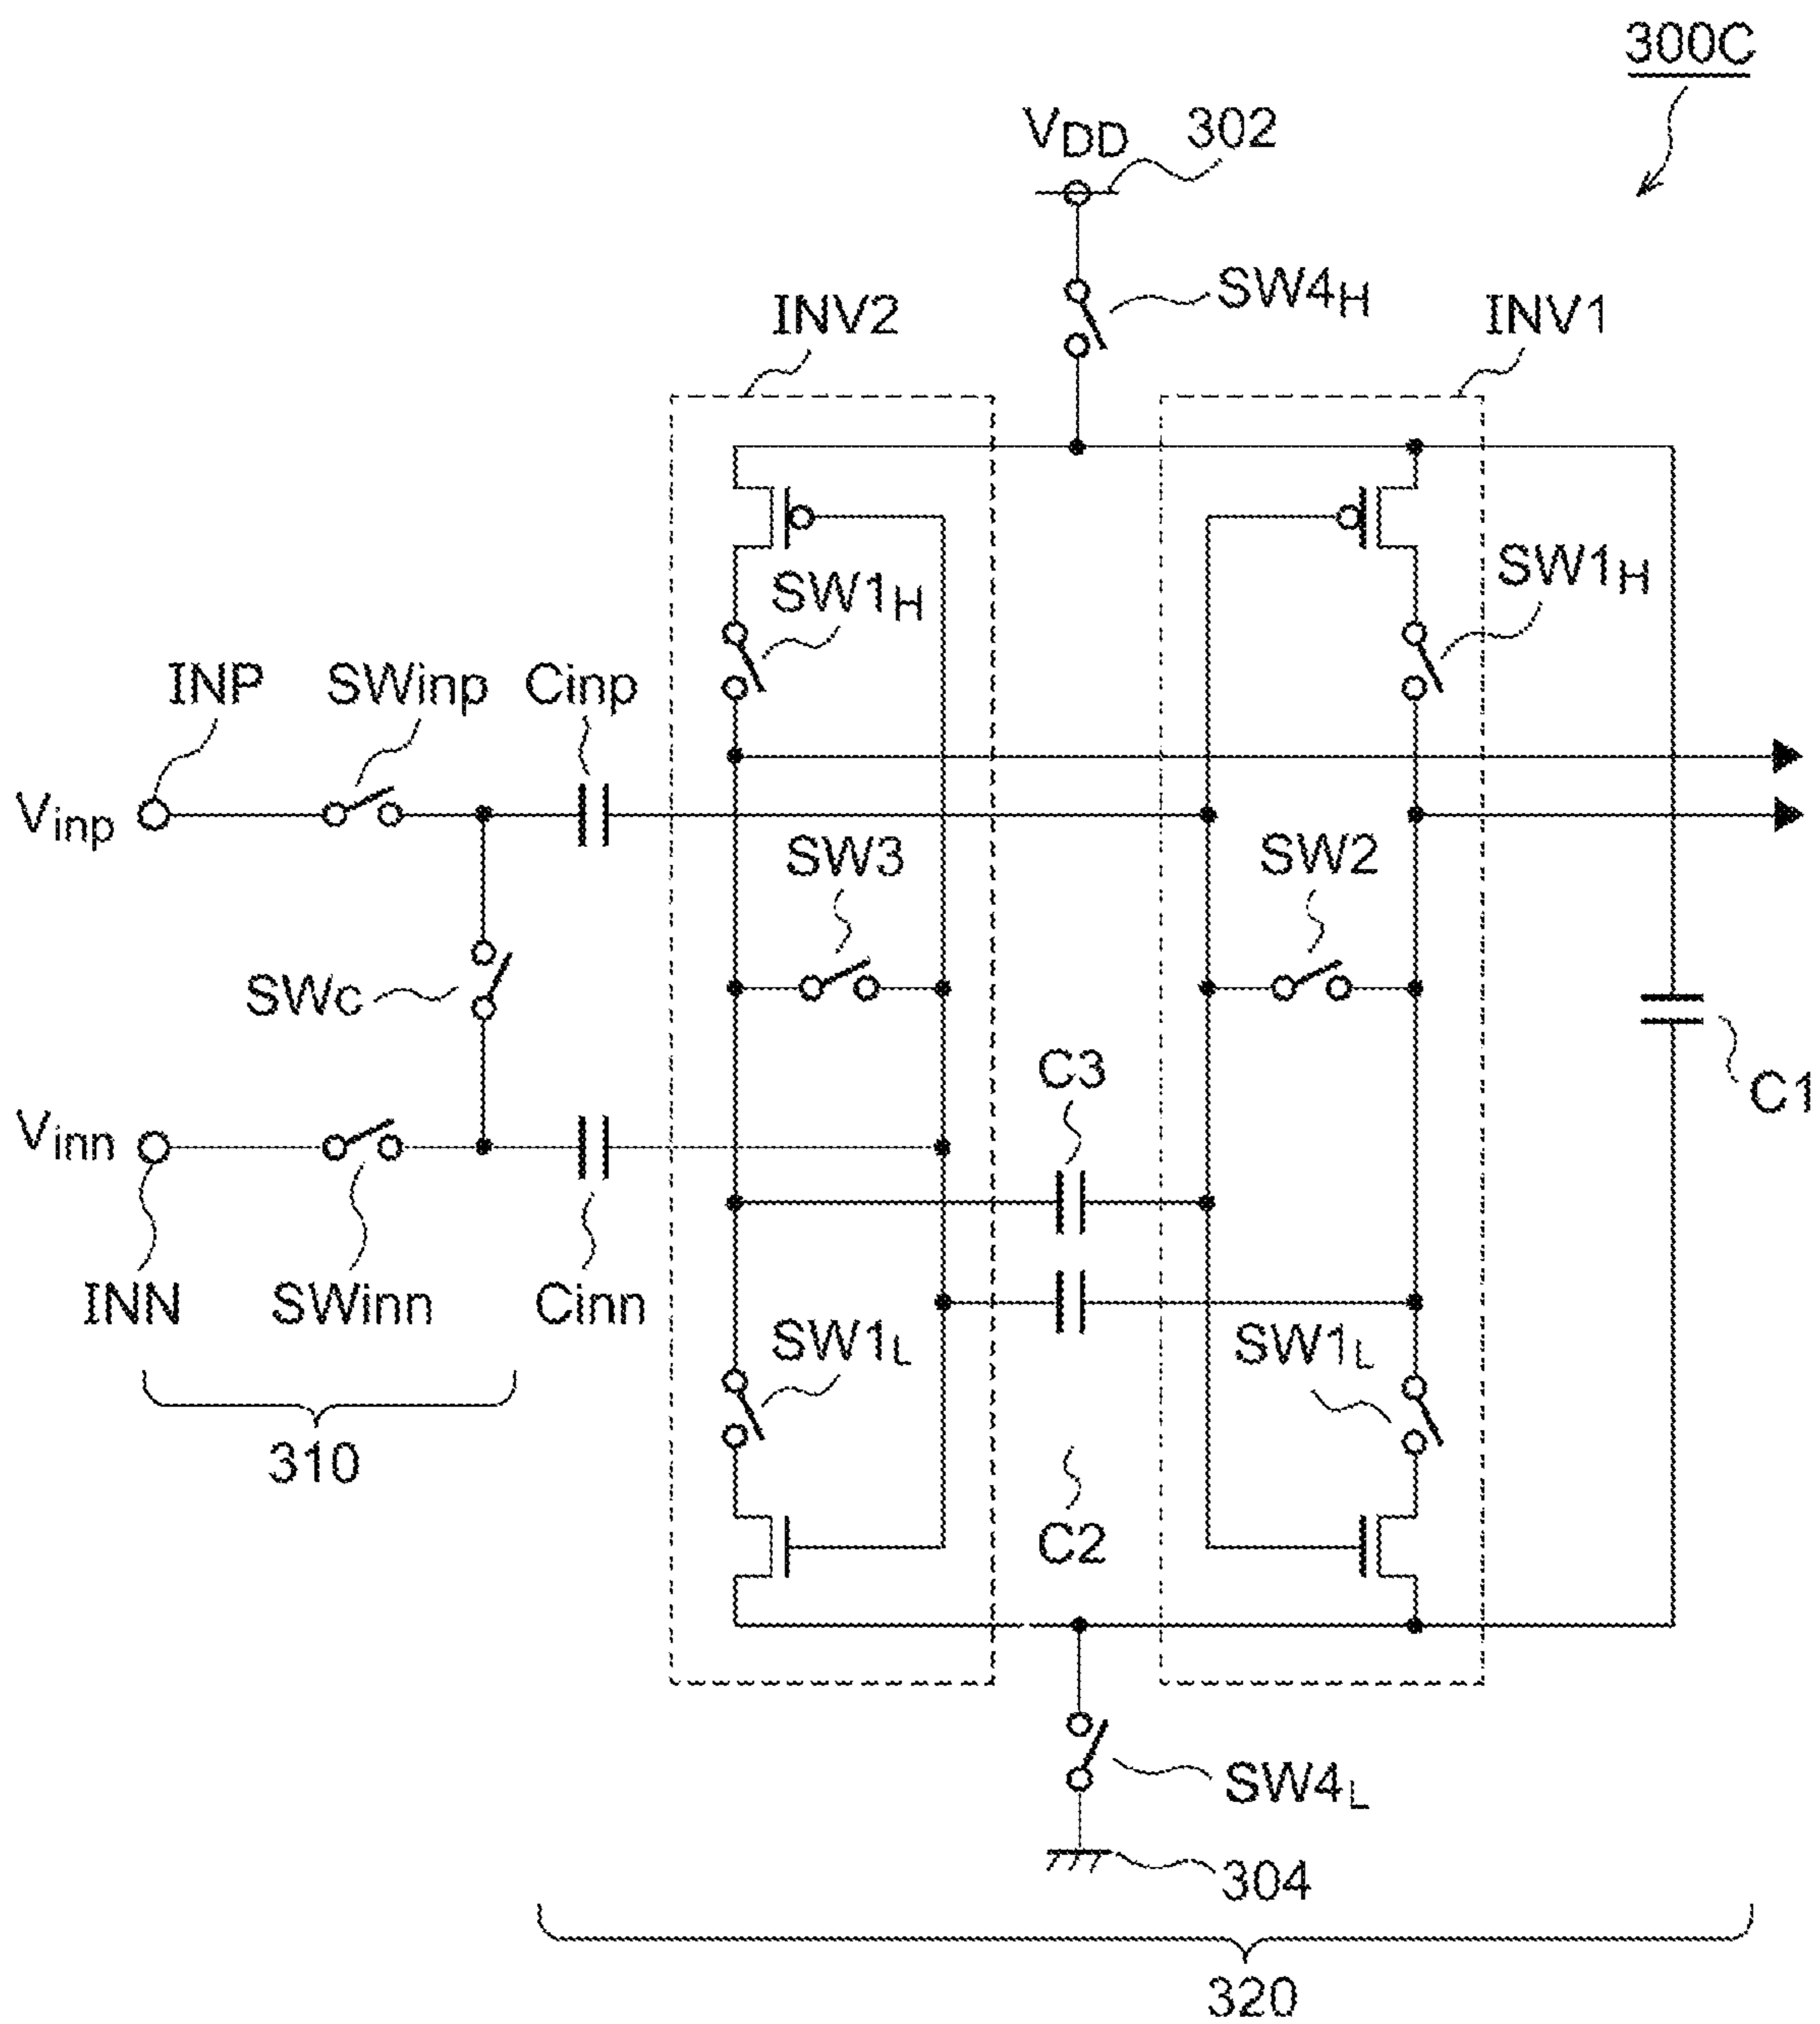 300C
VDD 302
SW4H
INV2
INV1
SW1H
SW1H
INP SWinp Cinp
Vinp
SW3 SW2
SWc
C3
C1
Vinn
INN SWinn Cinn
SW1L
SW1L
310
C2
SW4L
304
320